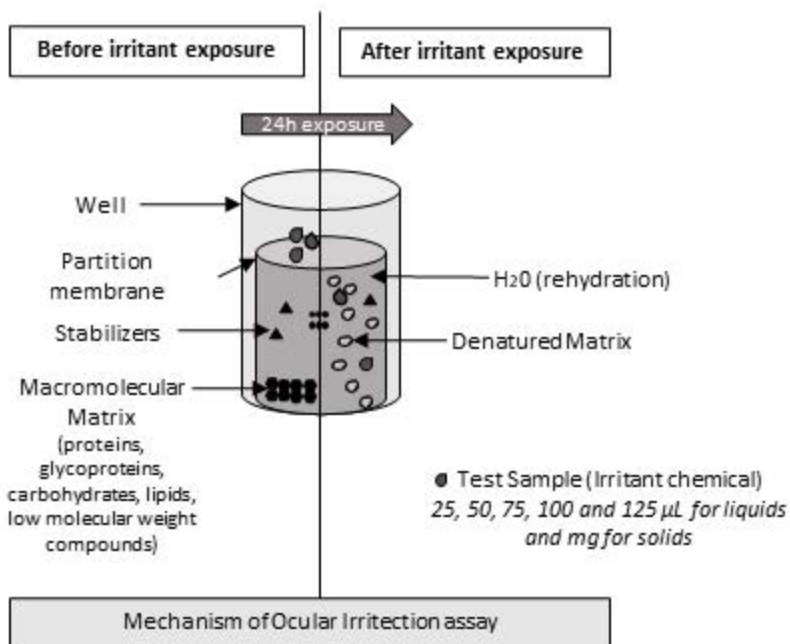 Before irritant exposure
After irritant exposure
24h exposure
Well
Partition
membrane
Stabilizers
Macromolecular
Matrix
(proteins,
glycoproteins,
carbohydrates, lipids,
low molecular weight
compounds)
H20 (rehydration)
Denatured Matrix
Test Sample (Irritant chemical)
25, 50, 75, 100 and 125 µL for liquids
and mg for solids
Mechanism of Ocular Irritection assay